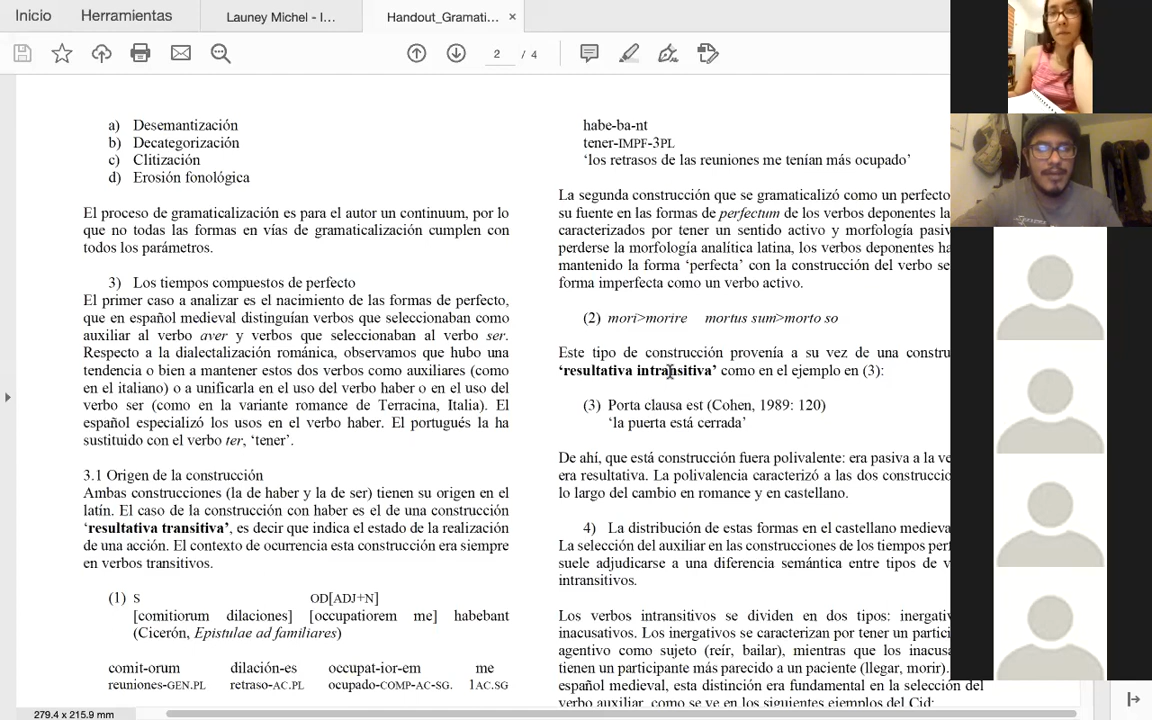 Inicio
Herramientas
Launey Michel - I...
Handout_Gramati...
2 / 4
a) Desemantización
b) Decategorización
c) Clitización
d) Erosión fonológica
El proceso de gramaticalización es para el autor un continuum, por lo
que no todas las formas en vías de gramaticalización cumplen con
todos los parámetros.
3) Los tiempos compuestos de perfecto
El primer caso a analizar es el nacimiento de las formas de perfecto,
que en español medieval distinguían verbos que seleccionaban como
auxiliar al verbo aver y verbos que seleccionaban al verbo ser.
Respecto a la dialectalización románica, observamos que hubo una
tendencia o bien a mantener estos dos verbos como auxiliares (como
en el italiano) o a unificarla en el uso del verbo haber o en el uso del
verbo ser (como en la variante romance de Terracina, Italia). El
español especializó los usos en el verbo haber. El portugués la ha
sustituido con el verbo ter, ‘tener’.
3.1 Origen de la construcción
Ambas construcciones (la de haber y la de ser) tienen su origen en el
latín. El caso de la construcción con haber es el de una construcción
‘resultativa transitiva’, es decir que indica el estado de la realización
de una acción. El contexto de ocurrencia esta construcción era siempre
en verbos transitivos.
(1) S OD[ADJ+N]
[comitiorum dilaciones] [occupatiorem me] habebant
(Cicerón, Epistulae ad familiares)
comit-orum dilación-es occupat-ior-em me
reuniones-GEN.PL retraso-AC.PL ocupado-COMP-AC-SG. 1AC.SG
habe-ba-nt
tener-IMPF-3PL
‘los retrasos de las reuniones me tenían más ocupado’
La segunda construcción que se gramaticalizó como un perfecto
su fuente en las formas de perfectum de los verbos deponentes la
caracterizados por tener un sentido activo y morfología pasiv
perderse la morfología analítica latina, los verbos deponentes ha
mantenido la forma ‘perfecta’ con la construcción del verbo se
forma imperfecta como un verbo activo.
(2) mori>morire mortus sum>morto so
Este tipo de construcción provenía a su vez de una constru
‘resultativa intransitiva’ como en el ejemplo en (3):
(3) Porta clausa est (Cohen, 1989: 120)
‘la puerta está cerrada’
De ahí, que está construcción fuera polivalente: era pasiva a la ve
era resultativa. La polivalencia caracterizó a las dos construccio
lo largo del cambio en romance y en castellano.
4) La distribución de estas formas en el castellano medieva
La selección del auxiliar en las construcciones de los tiempos per
suele adjudicarse a una diferencia semántica entre tipos de v
intransitivos.
Los verbos intransitivos se dividen en dos tipos: inergativ
inacusativos. Los inergativos se caracterizan por tener un partici
agentivo como sujeto (reír, bailar), mientras que los inacusa
tienen un participante más parecido a un paciente (llegar, morir).
español medieval, esta distinción era fundamental en la selección del
verbo auxiliar, como se ve en los siguientes ejemplos del Cid:
279.4 x 215.9 mm